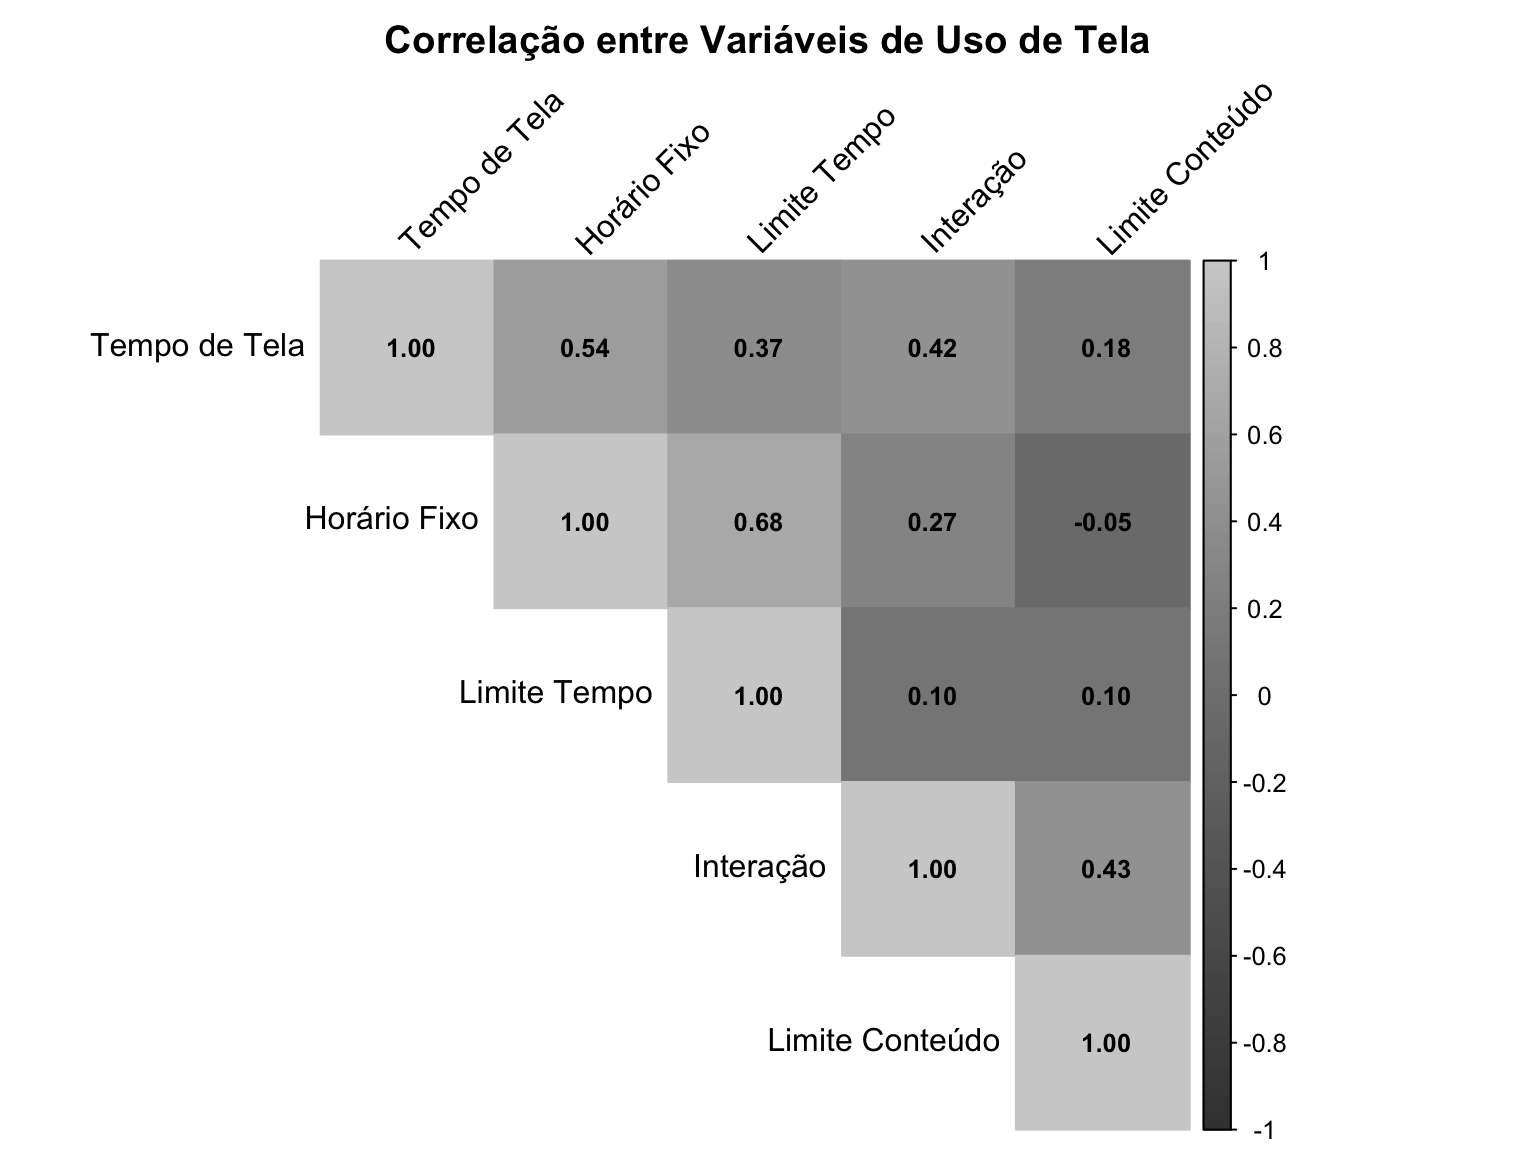 Correlação entre Variáveis de Uso de Tela
Tempo de Tela
Horário Fixo
Limite Tempo
Interação
Limite Conteúdo
Tempo de Tela 1.00 0.54 0.37 0.42 0.18
Horário Fixo 1.00 0.68 0.27 -0.05
Limite Tempo 1.00 0.10 0.10
Interação 1.00 0.43
Limite Conteúdo 1.00
1
0.8
0.6
0.4
0.2
0
-0.2
-0.4
-0.6
-0.8
-1